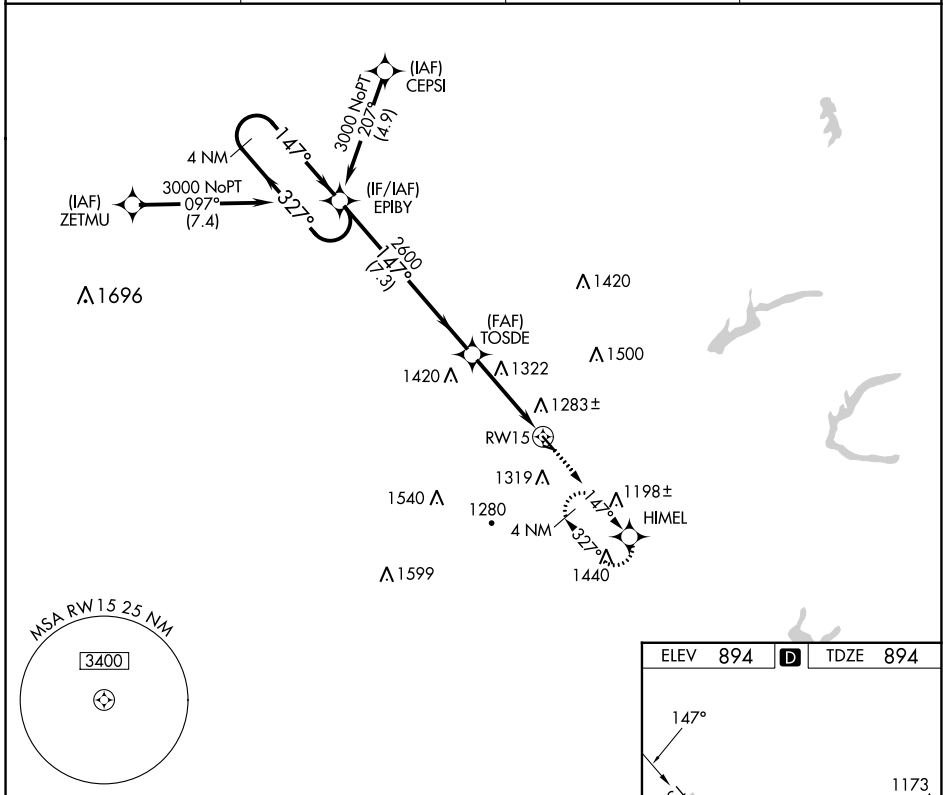 (IAF)
CEPSI
3000 NoPT
207°
(4.9)
4 NM
147°
327°
(IAF)
ZETMU
3000 NoPT
097°
(7.4)
(IF/IAF)
EPIBY
2600
147°
(7.3)
1696
1420
(FAF)
TOSDE
1500
1322
1420
1283±
RW15
1319
1198±
1540
1280
147°
HIMEL
4 NM
327°
1440
1599
MSA RW15 25 NM
3400
ELEV 894 D TDZE 894
147°
1173